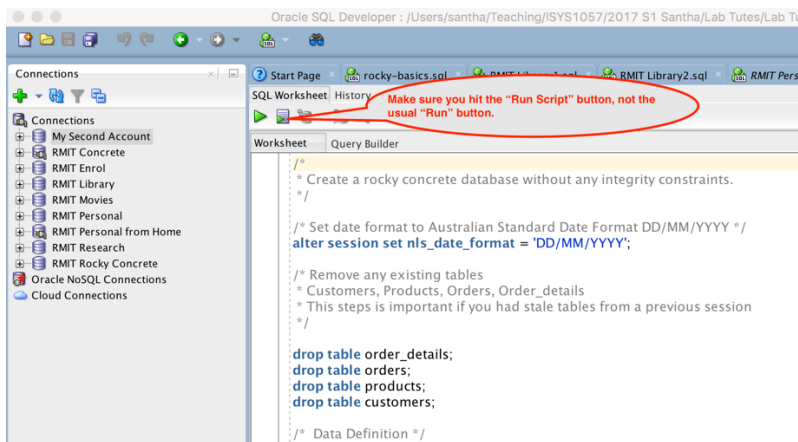 Oracle SQL Developer : /Users/santha/Teaching/ISYS1057/2017 S1 Santha/Lab Tutes/Lab Tu
Connections
Start Page
rocky-basics.sql
RMIT Library1.sql
RMIT Library2.sql
RMIT Pers
SQL Worksheet History
Make sure you hit the “Run Script” button, not the
usual “Run” button.
Worksheet Query Builder
Connections
My Second Account
RMIT Concrete
RMIT Enrol
RMIT Library
RMIT Movies
RMIT Personal
RMIT Personal from Home
RMIT Research
RMIT Rocky Concrete
Oracle NoSQL Connections
Cloud Connections
/*
* Create a rocky concrete database without any integrity constraints.
*/
/* Set date format to Australian Standard Date Format DD/MM/YYYY */
alter session set nls_date_format = 'DD/MM/YYYY';
/* Remove any existing tables
* Customers, Products, Orders, Order_details
* This steps is important if you had stale tables from a previous session
*/
drop table order_details;
drop table orders;
drop table products;
drop table customers;
/* Data Definition */